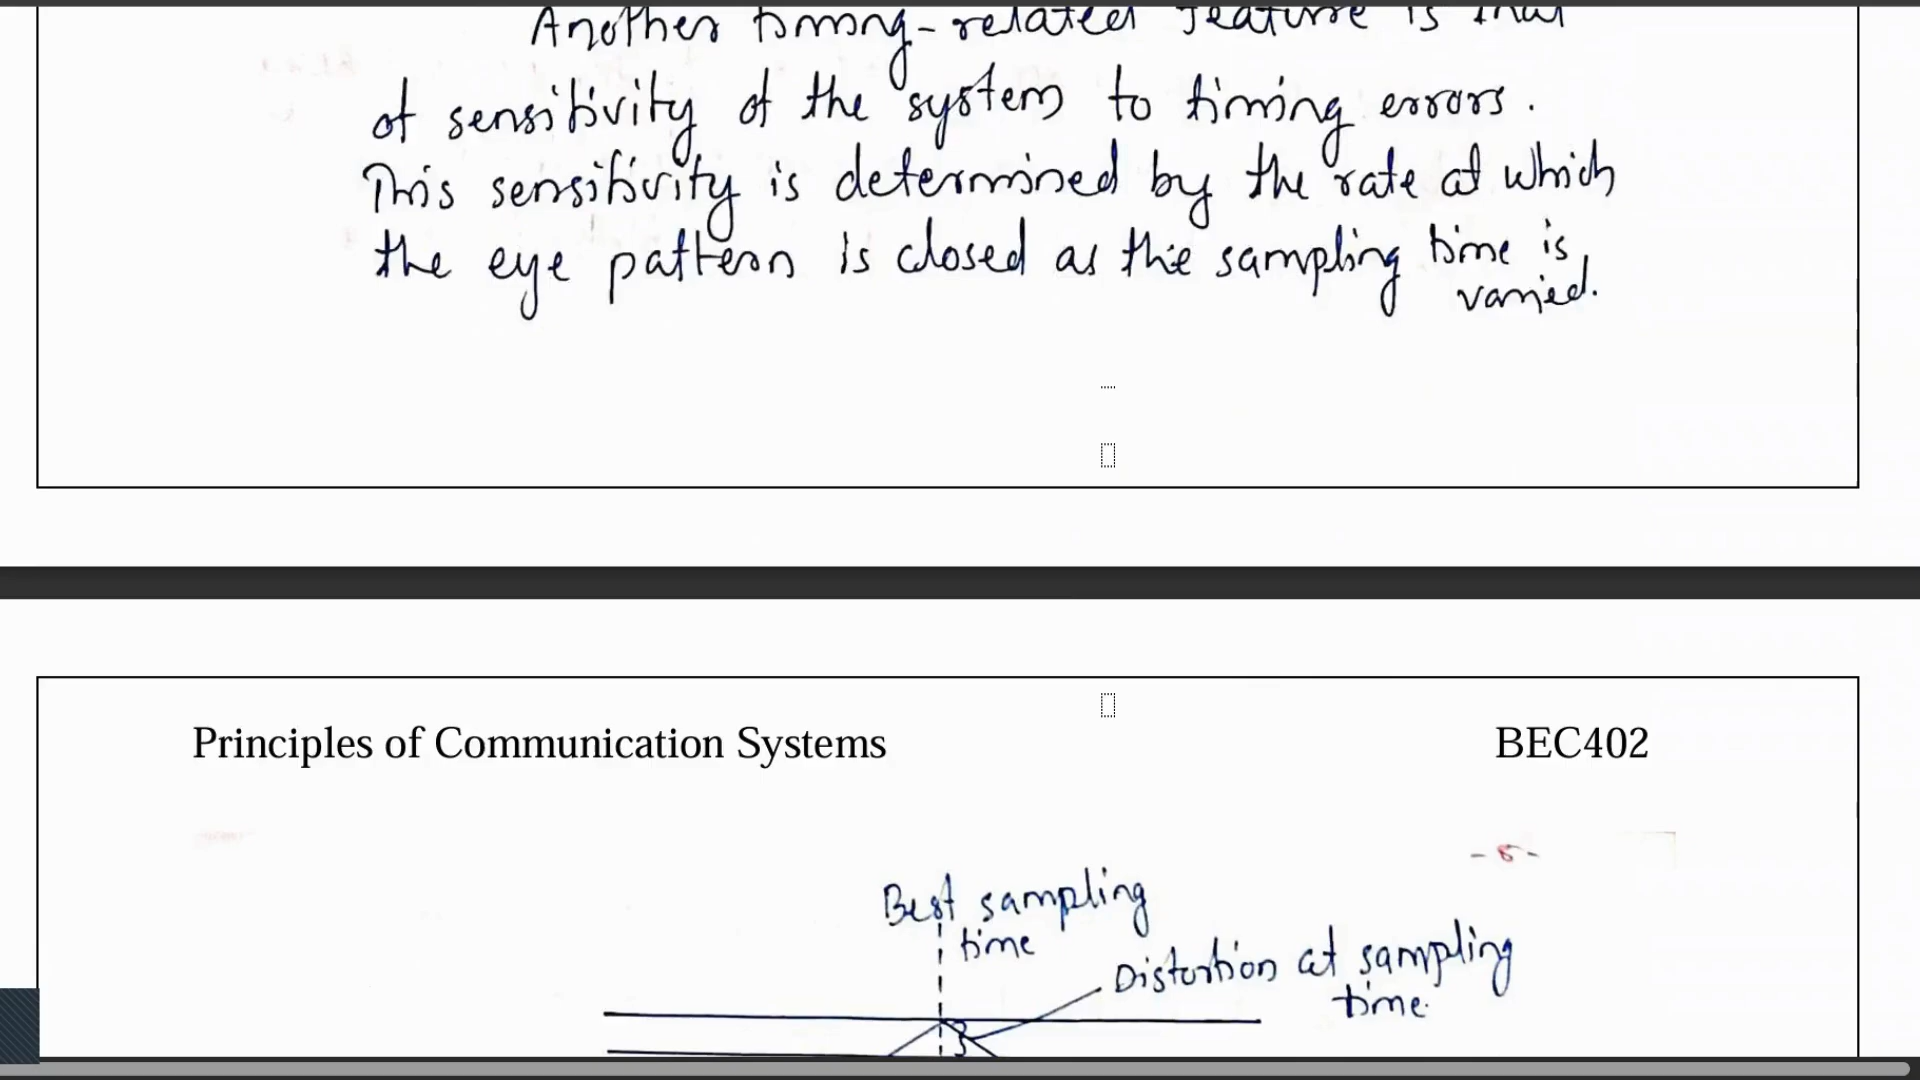 Another timing-related feature is that
of sensitivity of the system to timing errors.
This sensitivity is determined by the rate at which
the eye pattern is closed as the sampling time is
varied.
Principles of Communication Systems BEC402
Best sampling
time
Distortion at sampling
time.